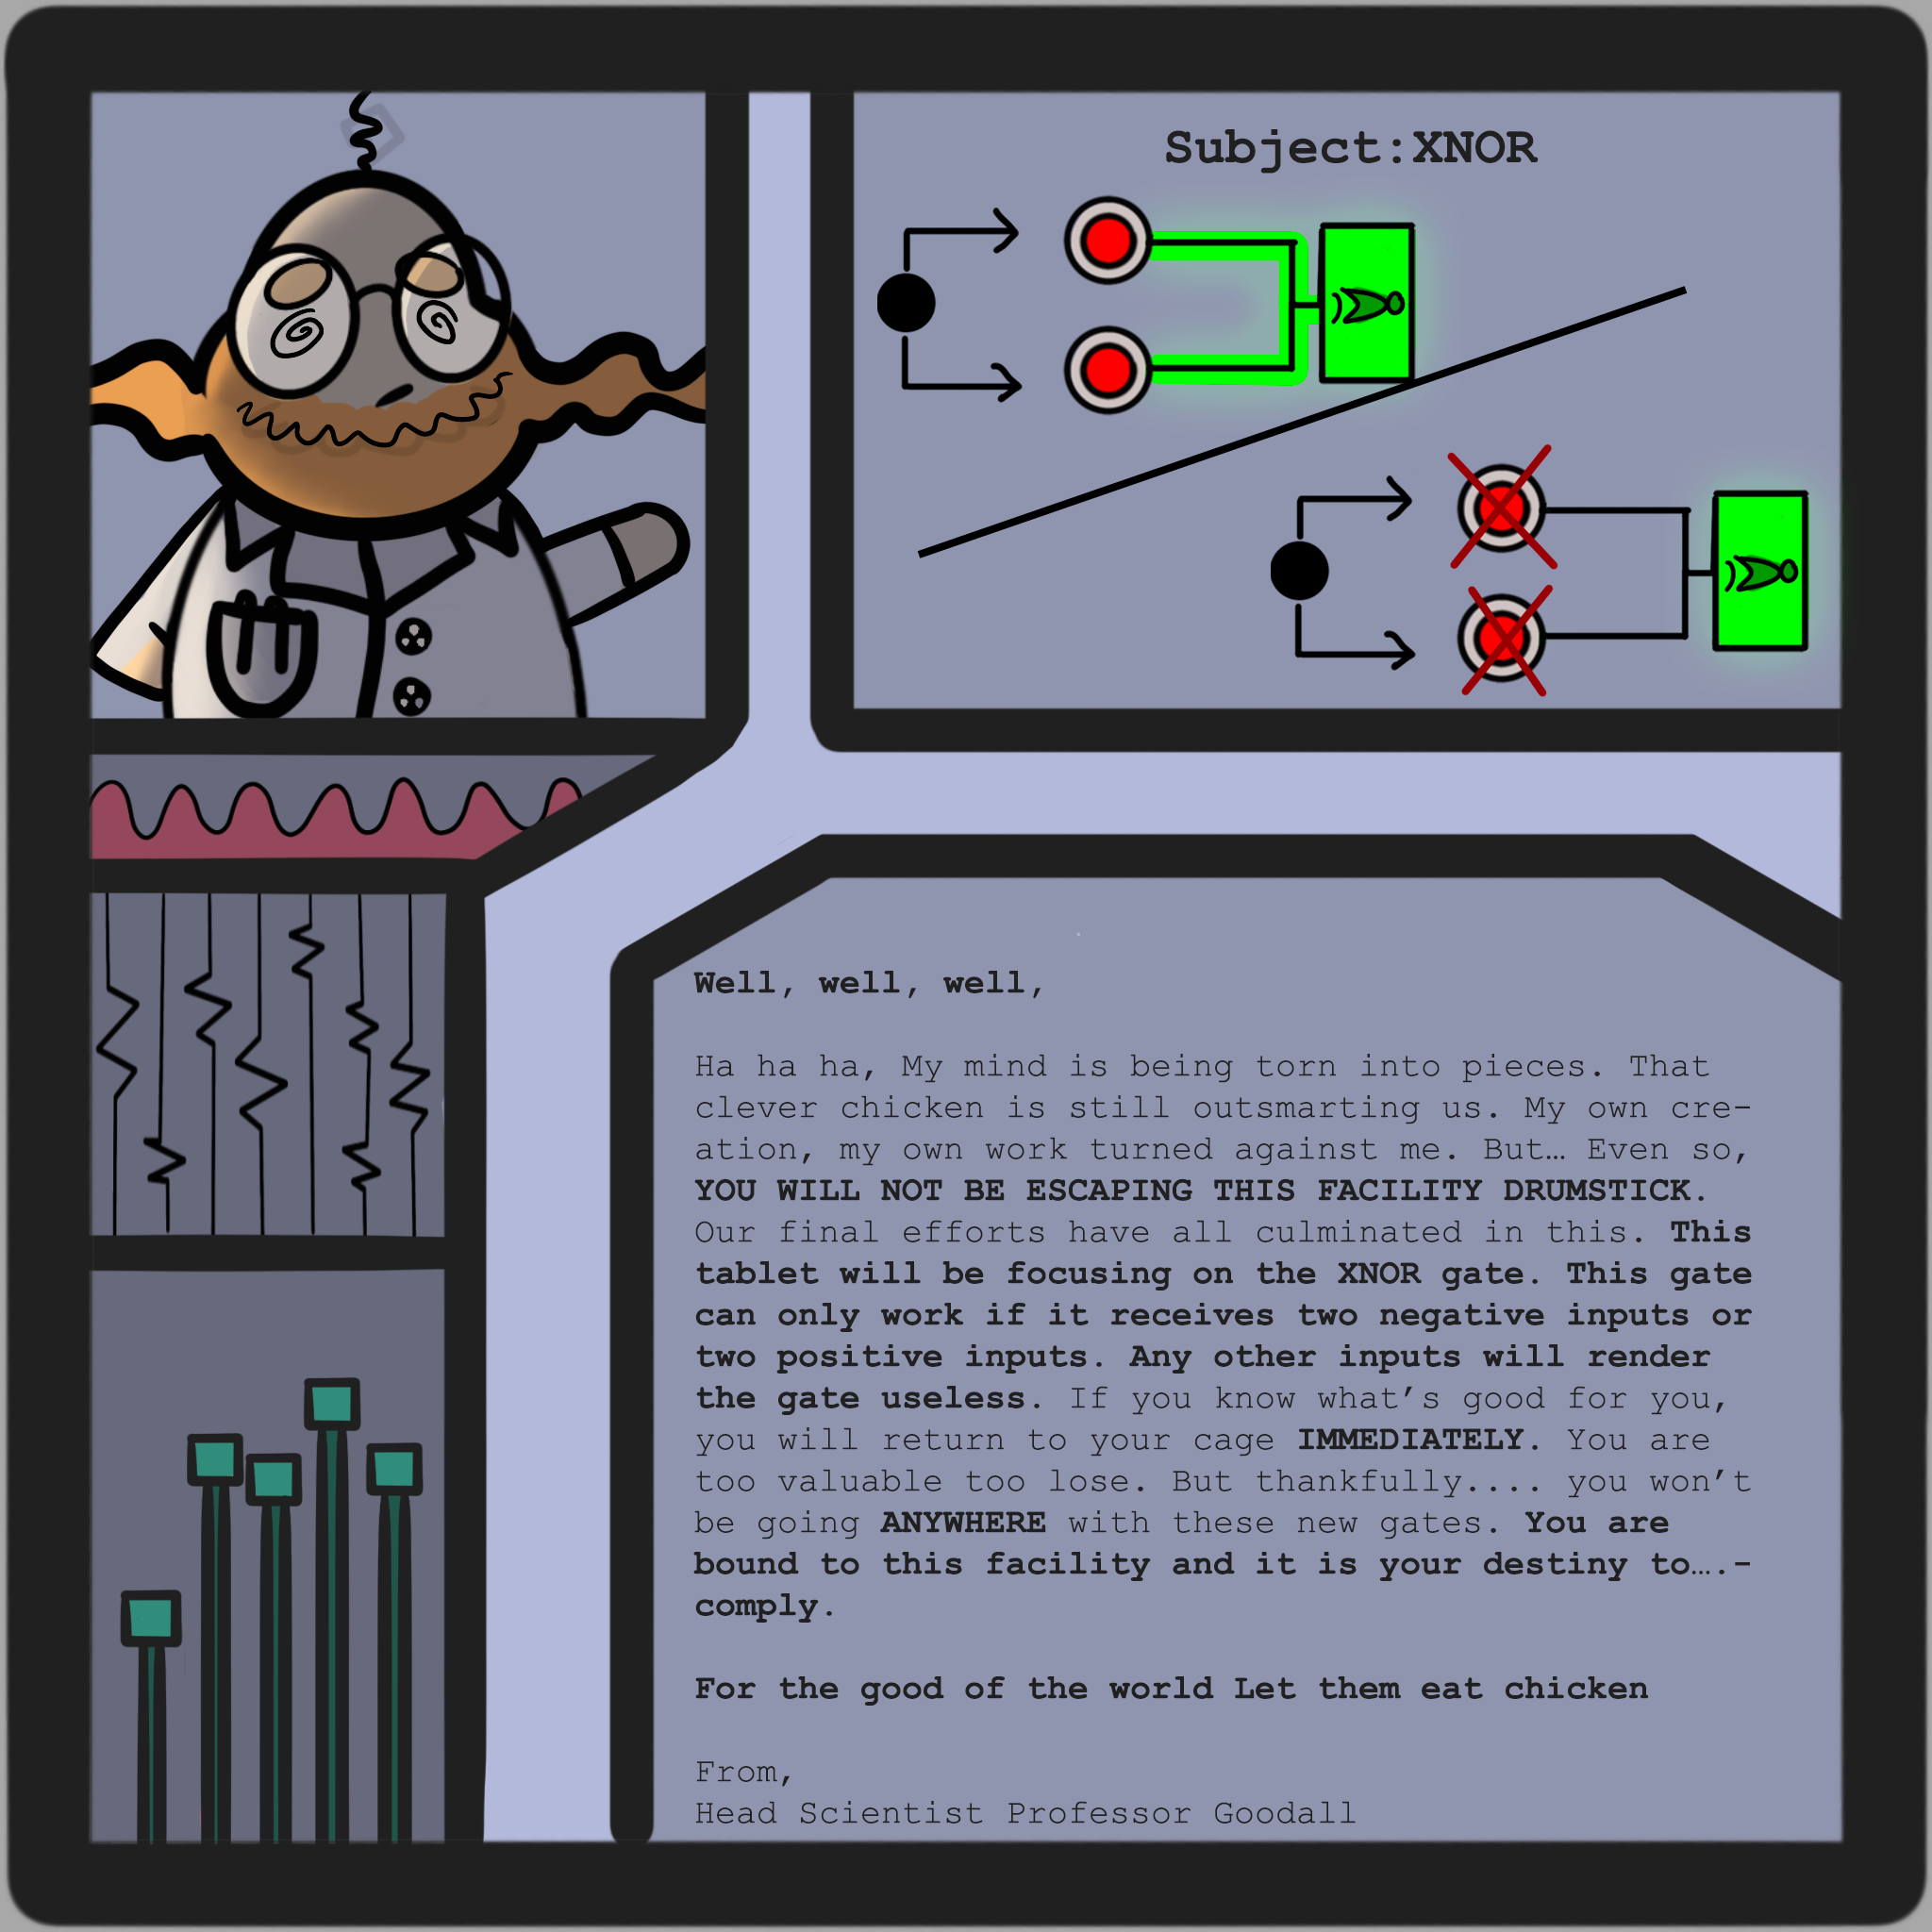 Subject:XNOR
Well, well, well,
Ha ha ha, My mind is being torn into pieces. That
clever chicken is still outsmarting us. My own cre-
ation, my own work turned against me. But… Even so,
YOU WILL NOT BE ESCAPING THIS FACILITY DRUMSTICK.
Our final efforts have all culminated in this. This
tablet will be focusing on the XNOR gate. This gate
can only work if it receives two negative inputs or
two positive inputs. Any other inputs will render
the gate useless. If you know what’s good for you,
you will return to your cage IMMEDIATELY. You are
too valuable too lose. But thankfully.... you won’t
be going ANYWHERE with these new gates. You are
bound to this facility and it is your destiny to….-
comply.
For the good of the world Let them eat chicken
From,
Head Scientist Professor Goodall